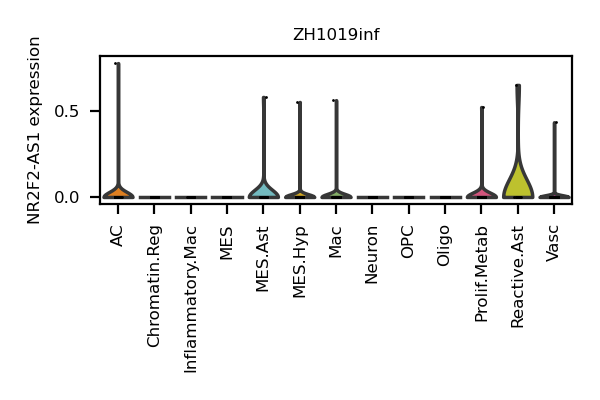 ZH1019inf
NR2F2-AS1 expression
0.5
0.0
AC
Chromatin.Reg
Inflammatory.Mac
MES
MES.Ast
MES.Hyp
Mac
Neuron
OPC
Oligo
Prolif.Metab
Reactive.Ast
Vasc